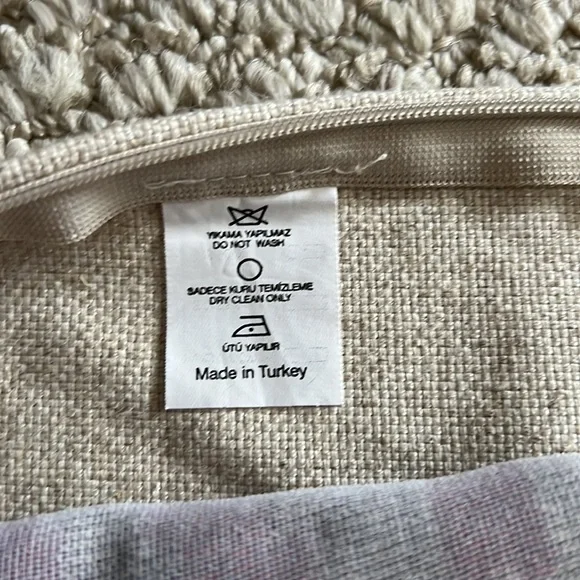 YIKAMA YAPILMAZ
DO NOT WASH
SADECE KURU TEMİZLEME
DRY CLEAN ONLY
ÜTÜ YAPILIR
Made in Turkey